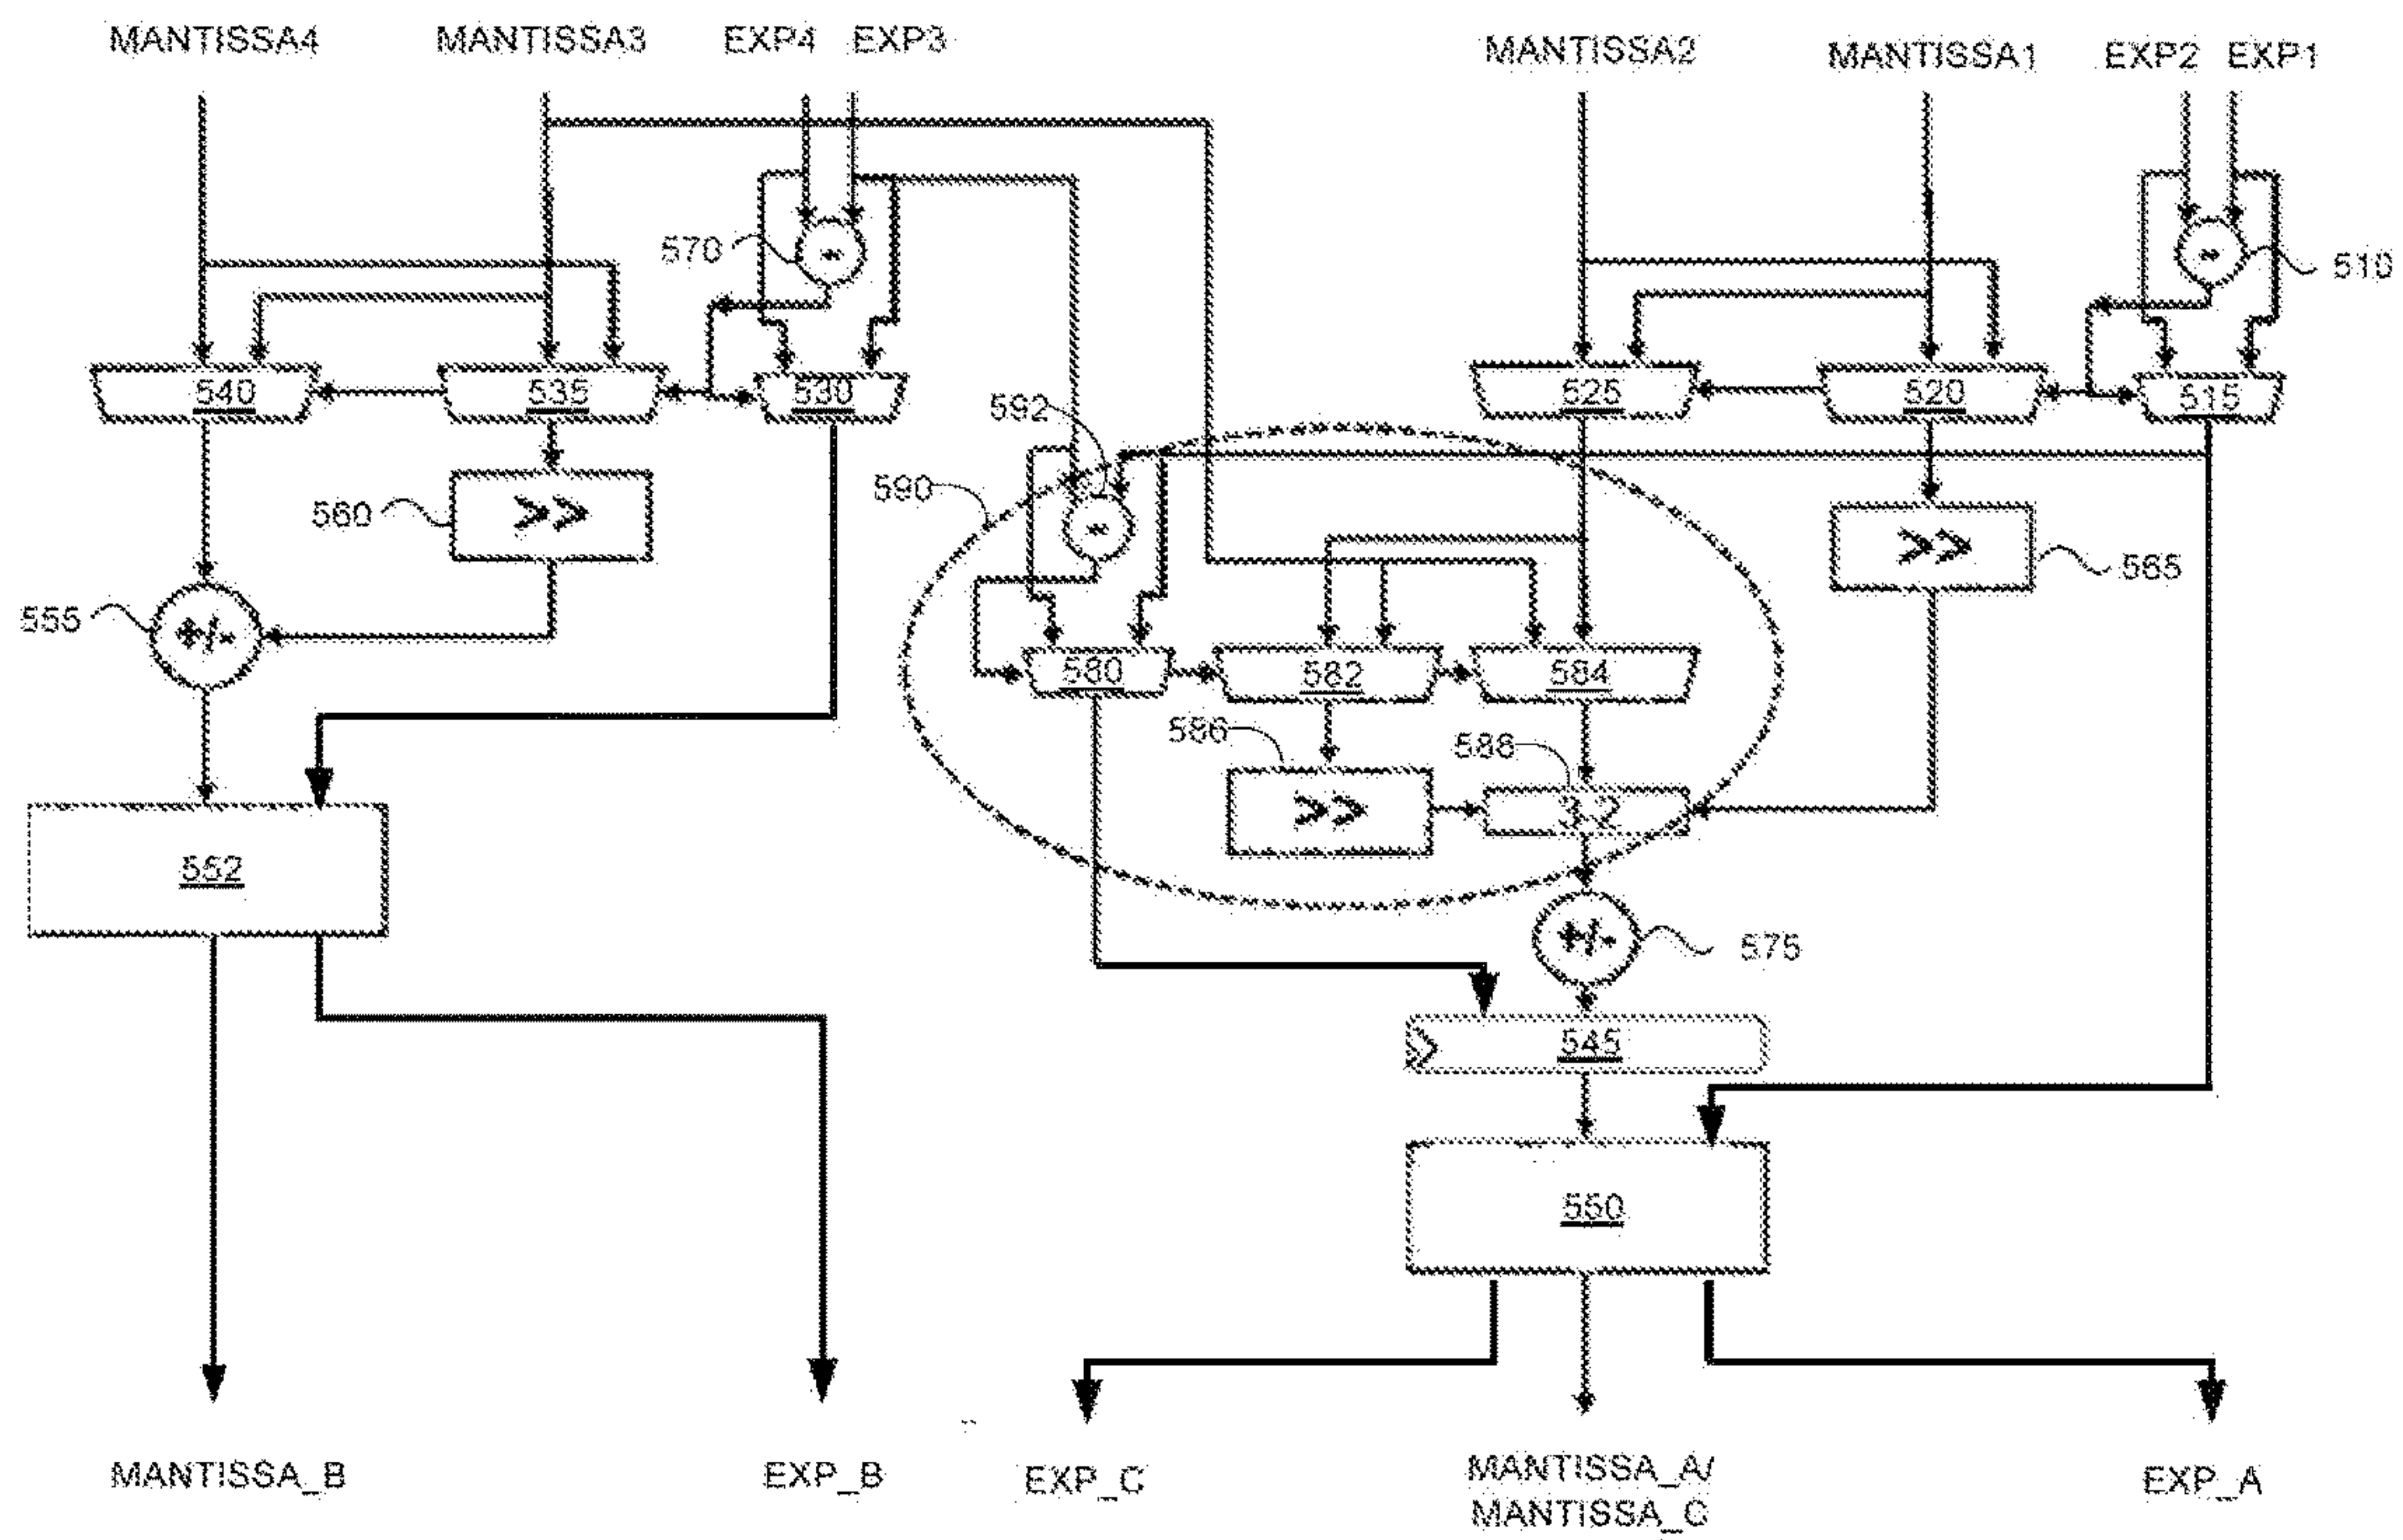 MANTISSA4 MANTISSA3 EXP4 EXP3 MANTISSA2 MANTISSA1 EXP2 EXP1
570 510
540 535 530 525 520 515
592
590
560 >> >> 565
555 +/-
580 582 584
586 588
>> 3-2
552
+/- 575
545
550
MANTISSA_B EXP_B EXP_C MANTISSA_A/ EXP_A
MANTISSA_C